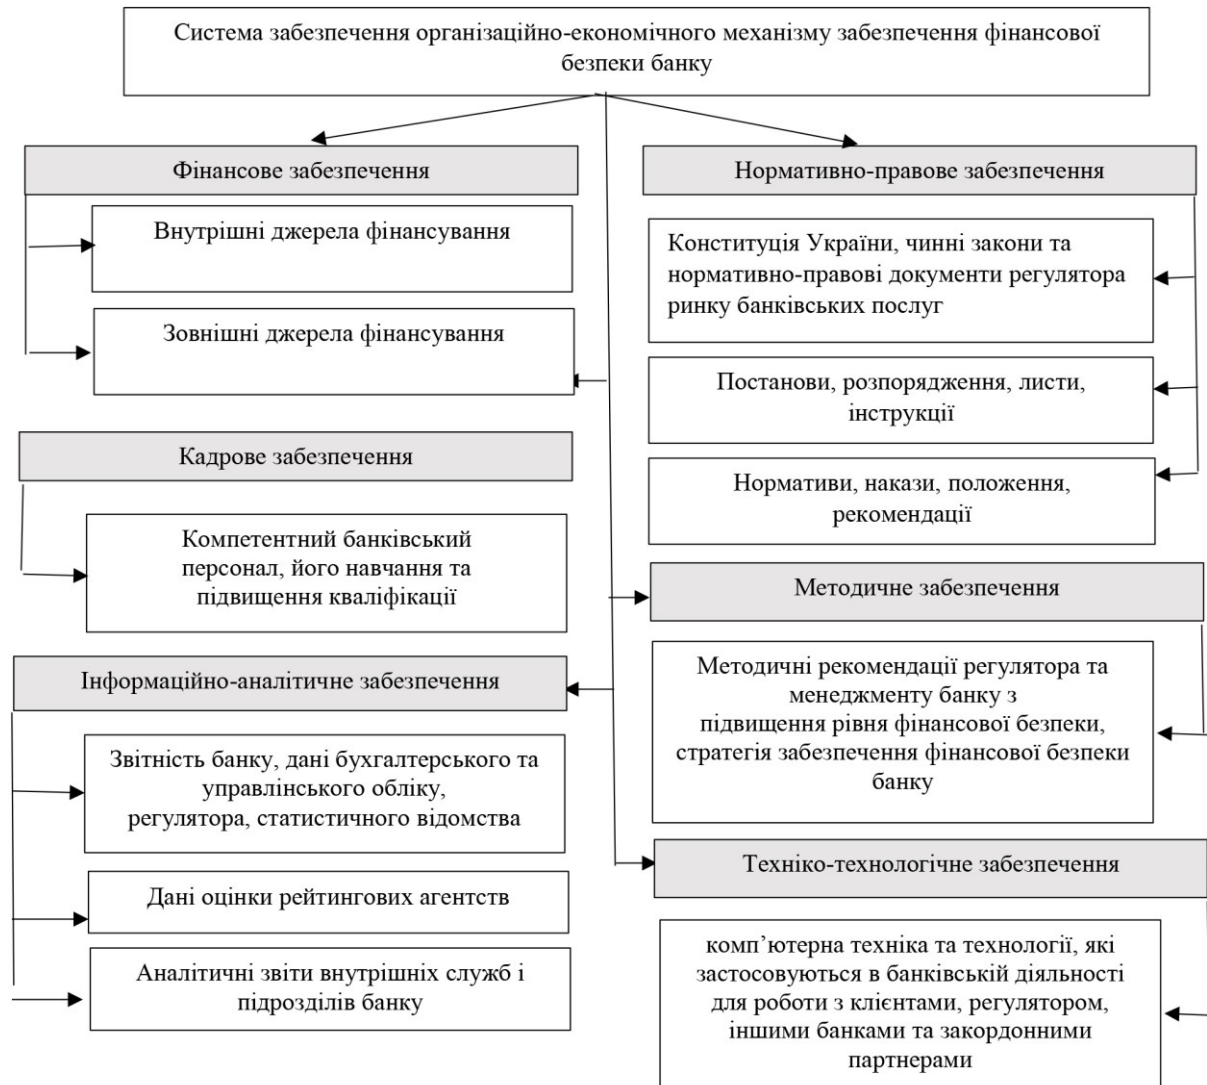 Система забезпечення організаційно-економічного механізму забезпечення фінансової
безпеки банку
Фінансове забезпечення
Внутрішні джерела фінансування
Зовнішні джерела фінансування
Кадрове забезпечення
Компетентний банківський
персонал, його навчання та
підвищення кваліфікації
Інформаційно-аналітичне забезпечення
Звітність банку, дані бухгалтерського та
управлінського обліку,
регулятора, статистичного відомства
Дані оцінки рейтингових агентств
Аналітичні звіти внутрішніх служб і
підрозділів банку
Нормативно-правове забезпечення
Конституція України, чинні закони та
нормативно-правові документи регулятора
ринку банківських послуг
Постанови, розпорядження, листи,
інструкції
Нормативи, накази, положення,
рекомендації
Методичне забезпечення
Методичні рекомендації регулятора та
менеджменту банку з
підвищення рівня фінансової безпеки,
стратегія забезпечення фінансової безпеки
банку
Техніко-технологічне забезпечення
комп’ютерна техніка та технології, які
застосовуються в банківській діяльності
для роботи з клієнтами, регулятором,
іншими банками та закордонними
партнерами